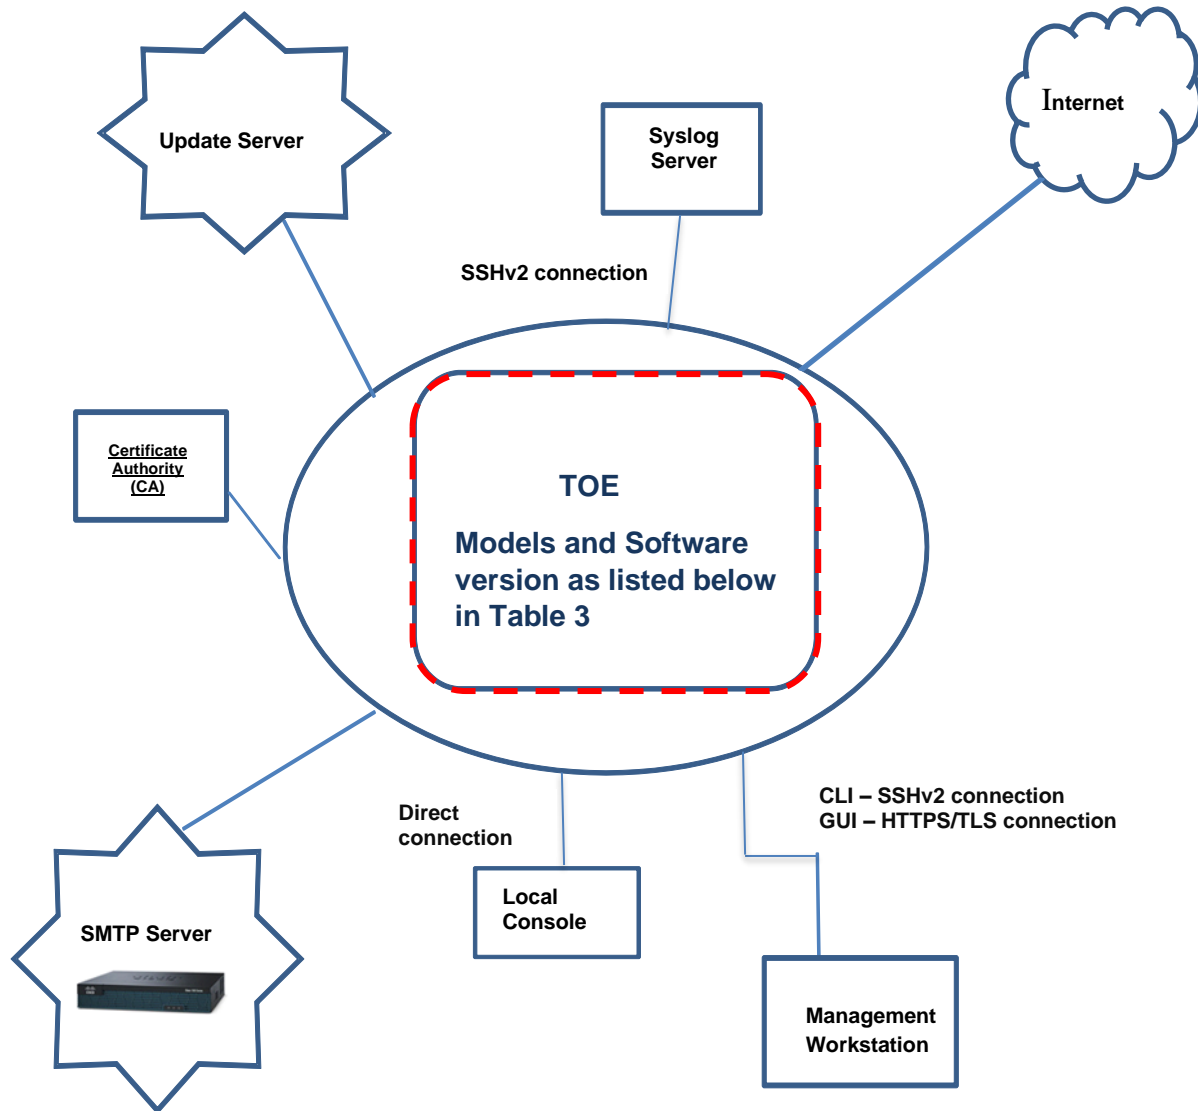 Internet
Update Server
Syslog
Server
SSHv2 connection
Certificate
Authority
(CA)
TOE
Models and Software
version as listed below
in Table 3
Direct
connection
CLI – SSHv2 connection
GUI – HTTPS/TLS connection
Local
Console
SMTP Server
Management
Workstation